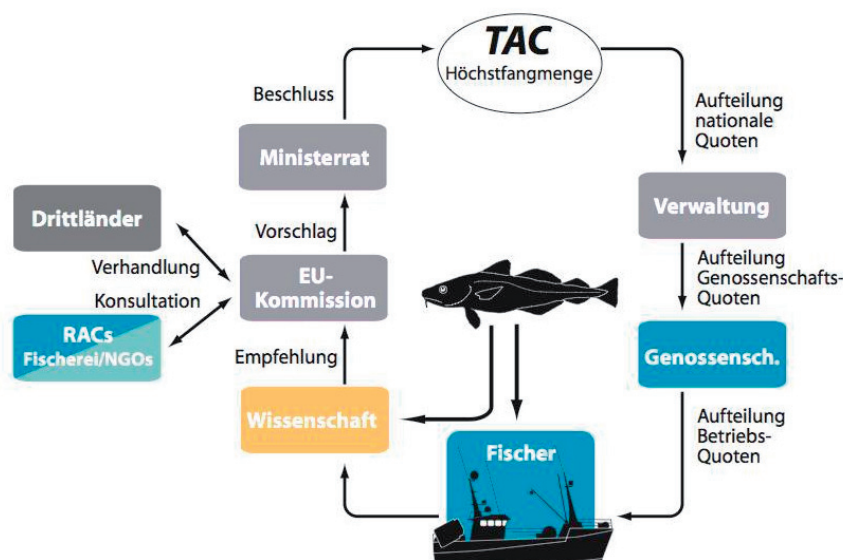 TAC
Höchstfangmenge
Beschluss
Aufteilung
nationale
Quoten
Ministerrat
Drittländer
Vorschlag
Verwaltung
Verhandlung
EU-
Kommission
Aufteilung
Genossenschafts-
Quoten
Konsultation
RACs
Fischerei/NGOs
Empfehlung
Genossensch.
Wissenschaft
Aufteilung
Betriebs-
Quoten
Fischer